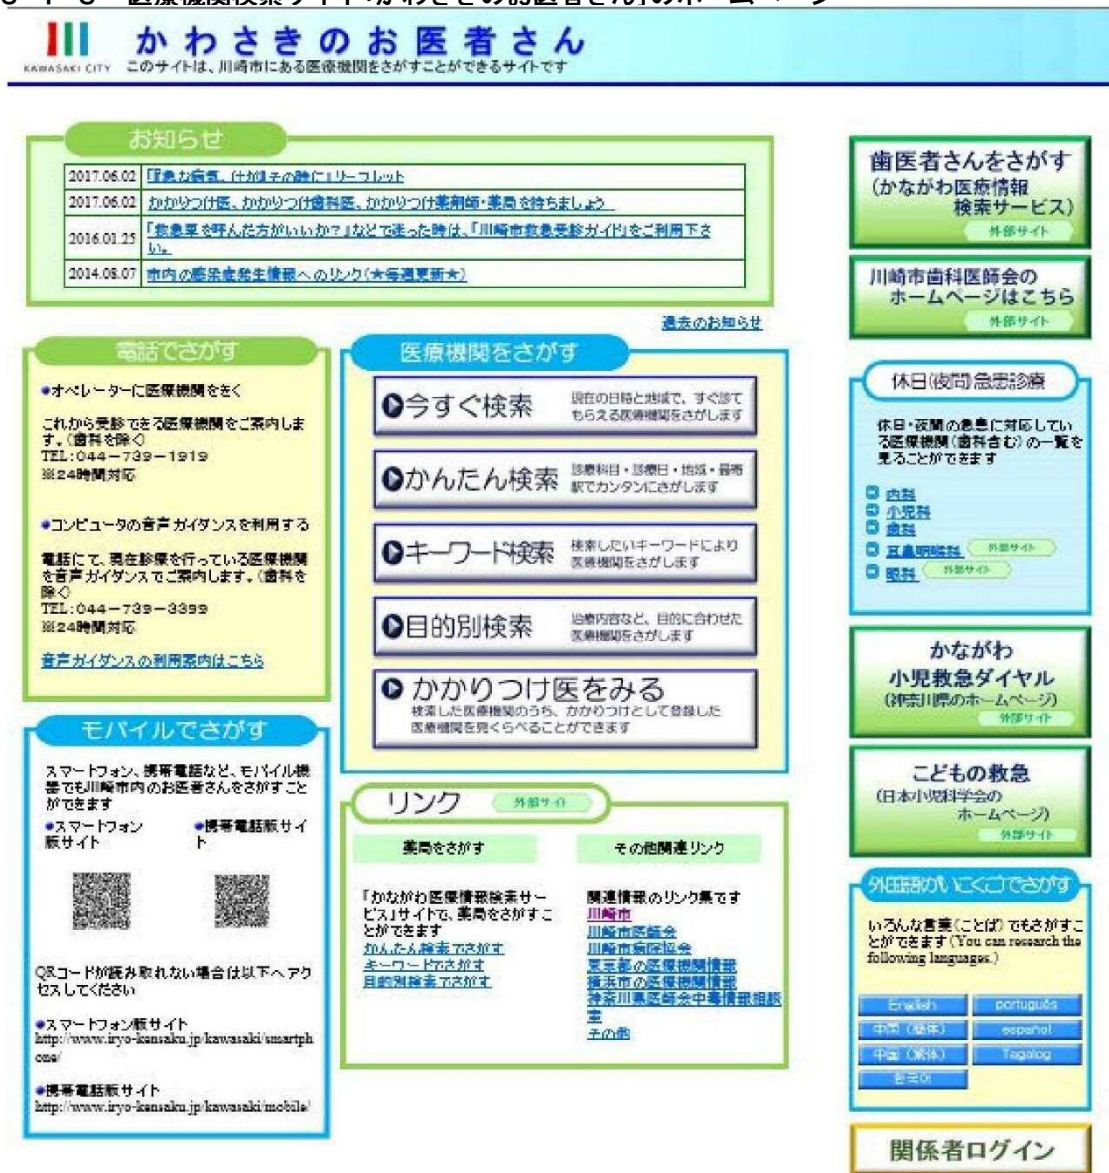 医療機関検索サイト「かわさきのお医者さん」のホームページ
KAWASAKI CITY
かわさきのお医者さん
このサイトは、川崎市にある医療機関をさがすことができるサイトです
お知らせ
2017.06.02 「『急な病気、けが』その時に」リーフレット
2017.06.02 かかりつけ医、かかりつけ歯科医、かかりつけ薬剤師・薬局を持ちましょう
2016.01.25 「救急車を呼んだ方がいいか?」などで迷った時は、「川崎市救急受診ガイド」をご利用下さ
い。
2014.08.07 市内の感染症発生情報へのリンク(★毎週更新★)
過去のお知らせ
電話でさがす
●オペレーターに医療機関をきく
これから受診できる医療機関をご案内しま
す。(歯科を除く)
TEL:044-739-1919
※24時間対応
●コンピュータの音声ガイダンスを利用する
電話にて、現在診療を行っている医療機関
を音声ガイダンスでご案内します。(歯科を
除く)
TEL:044-739-3399
※24時間対応
音声ガイダンスの利用案内はこちら
モバイルでさがす
スマートフォン、携帯電話など、モバイル機
器でも川崎市内のお医者さんをさがすこと
ができます
●スマートフォン
版サイト
●携帯電話版サイ
ト
QRコードが読み取れない場合は以下へアク
セスしてください
●スマートフォン版サイト
http://www.iryo-kensaku.jp/kawasaki/smartph
one/
●携帯電話版サイト
http://www.iryo-kensaku.jp/kawasaki/mobile/
医療機関をさがす
今すぐ検索
現在の日時と地域で、すぐ診て
もらえる医療機関をさがします
かんたん検索
診療科目・診療日・地域・最寄
駅でカンタンにさがします
キーワード検索
検索したいキーワードにより
医療機関をさがします
目的別検索
治療内容など、目的に合わせた
医療機関をさがします
かかりつけ医をみる
検索した医療機関のうち、かかりつけとして登録した
医療機関を見くらべることができます
リンク 外部サイト
薬局をさがす
「かながわ医療情報検索サー
ビス」サイトで、薬局をさがすこ
とができます
かんたん検索でさがす
キーワードでさがす
目的別検索でさがす
その他関連リンク
関連情報のリンク集です
川崎市
川崎市医師会
川崎市病院協会
東京都の医療機関情報
横浜市の医療機関情報
神奈川県医師会中毒情報相談
室
その他
歯医者さんをさがす
(かながわ医療情報
検索サービス)
外部サイト
川崎市歯科医師会の
ホームページはこちら
外部サイト
休日(夜間)急患診療
休日・夜間の急患に対応してい
る医療機関(歯科含む)の一覧を
見ることができます
内科
小児科
歯科
耳鼻咽喉科 外部サイト
眼科 外部サイト
かながわ
小児救急ダイヤル
(神奈川県のホームページ)
外部サイト
こどもの救急
(日本小児科学会の
ホームページ)
外部サイト
外国語(がいこくご)でさがす
いろんな言葉(ことば)でもさがすこ
とができます(You can research the
following languages.)
English
português
中国(簡体)
español
中国(繁体)
Tagalog
한국어
関係者ログイン